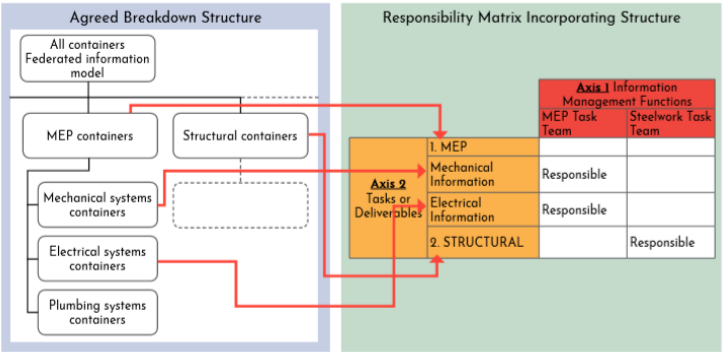 Agreed Breakdown Structure
All containers
Federated information
model
MEP containers
Structural containers
Mechanical systems
containers
Electrical systems
containers
Plumbing systems
containers
Responsibility Matrix Incorporating Structure
Axis 1 Information
Management Functions
MEP Task
Team
Steelwork Task
Team
Axis 2
Tasks or
Deliverables
1. MEP
Mechanical
Information
Responsible
Electrical
Information
Responsible
2. STRUCTURAL
Responsible